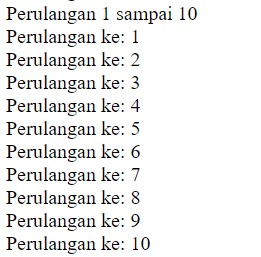 Perulangan 1 sampai 10
Perulangan ke: 1
Perulangan ke: 2
Perulangan ke: 3
Perulangan ke: 4
Perulangan ke: 5
Perulangan ke: 6
Perulangan ke: 7
Perulangan ke: 8
Perulangan ke: 9
Perulangan ke: 10